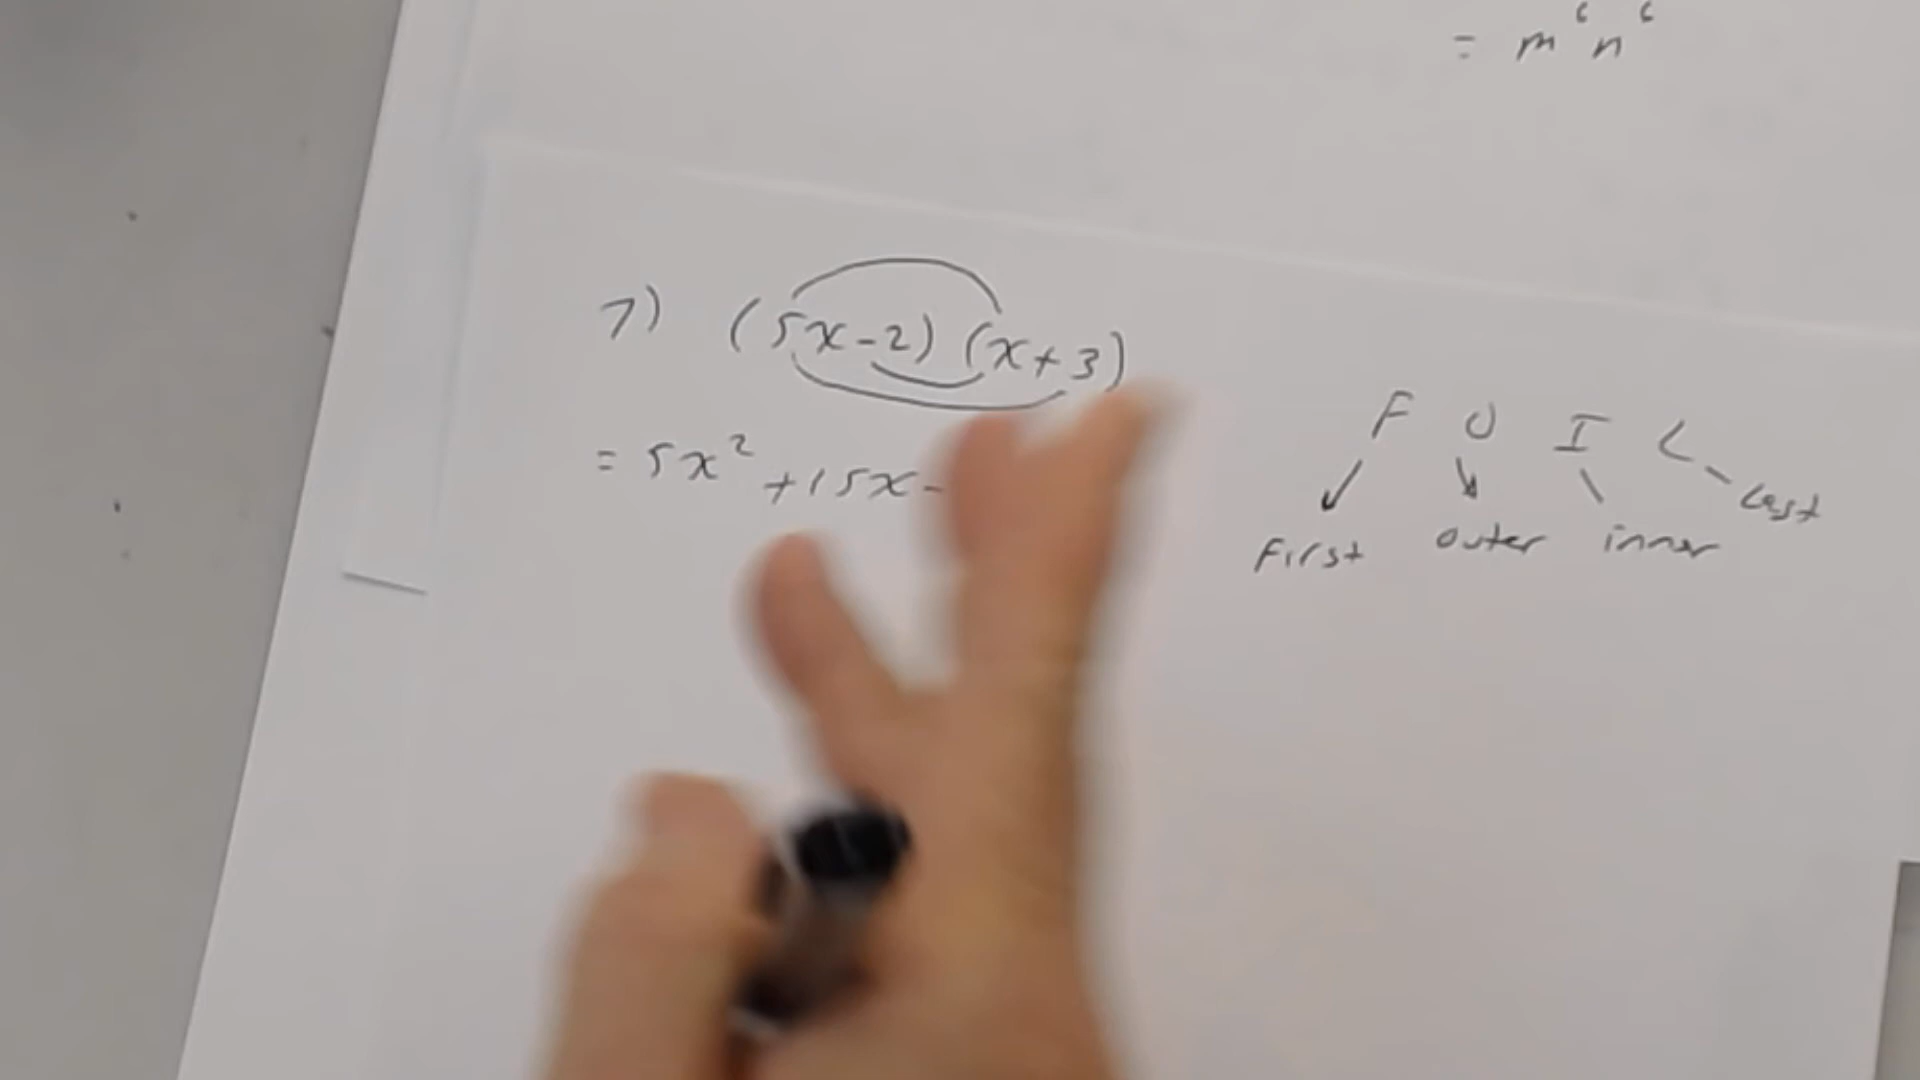 = m⁶n⁶
7) (5x-2)(x+3)
F O I L
= 5x² +15x-
Last
First outer inner